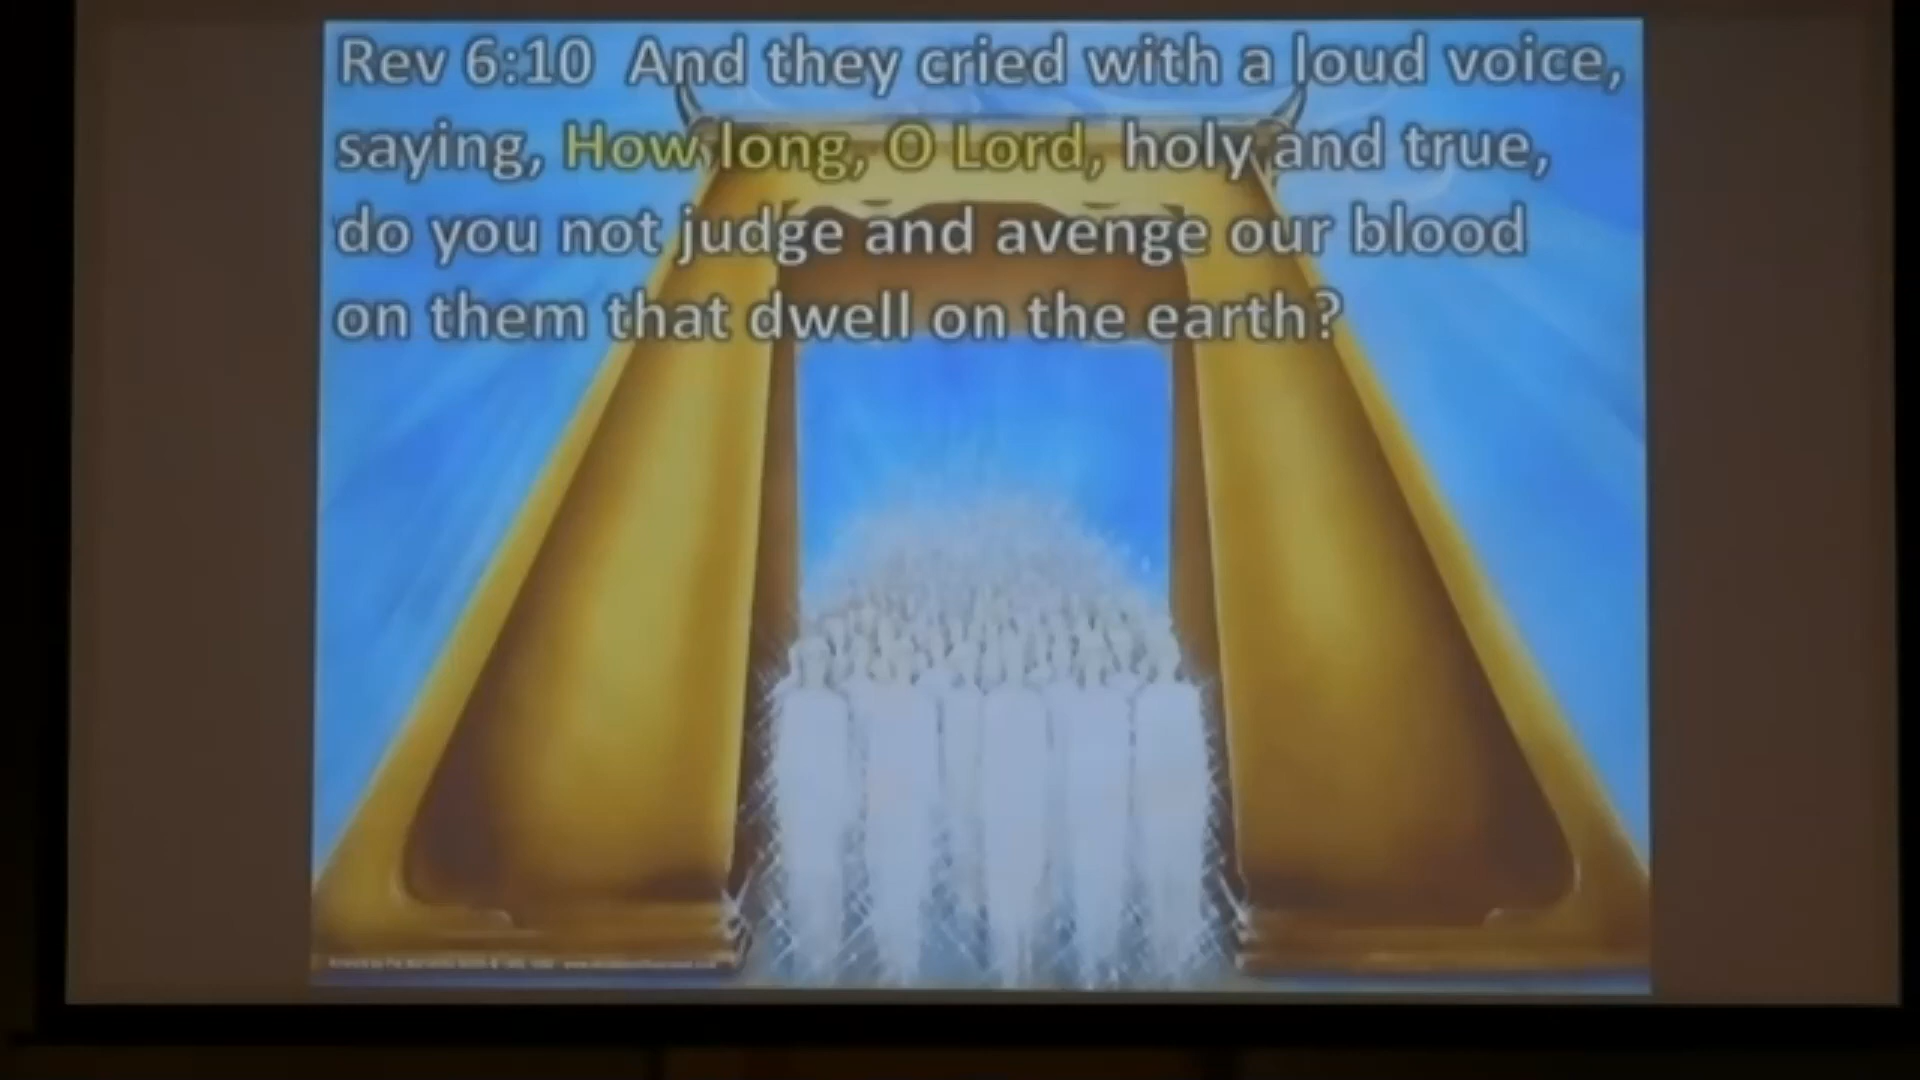 Rev 6:10 And they cried with a loud voice,
saying, How long, O Lord, holy and true,
do you not judge and avenge our blood
on them that dwell on the earth?